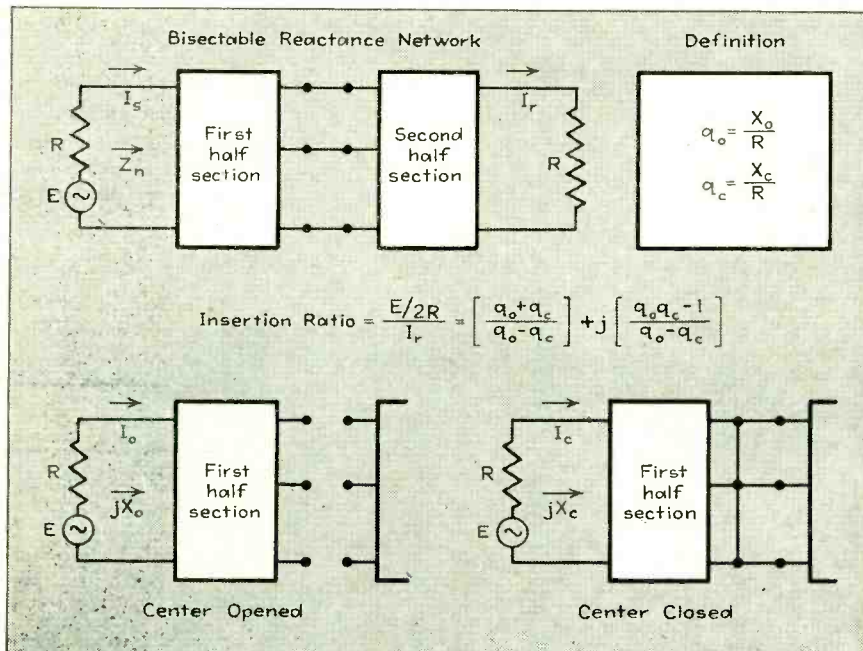 Bisectable Reactance Network
Definition
I_s
I_r
R
Z_n
E
First
half
section
Second
half
section
R
q_o = X_o/R
q_c = X_c/R
Insertion Ratio = (E/2R)/I_r = [(q_o+q_c)/(q_o-q_c)] + j[(q_o q_c-1)/(q_o-q_c)]
I_o
R
jX_o
E
First
half
section
I_c
R
jX_c
E
First
half
section
Center Opened
Center Closed